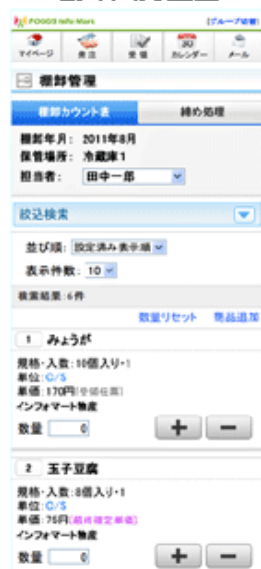 FOODS Info Mart
[グループ切替]
マイページ 発注 受領 カレンダー メール
棚卸管理
棚卸カウント表 締め処理
棚卸年月: 2011年8月
保管場所: 冷蔵庫1
担当者: 田中一郎
絞込検索
並び順: 設定済み表示順
表示件数: 10
検索結果:6件
数量リセット 商品追加
1 みょうが
規格・入数:10個入り・1
単位:C/S
単価:170円
インフォマート物産
数量 0 + −
2 玉子豆腐
規格・入数:8個入り・1
単位:C/S
単価:75円(最終確定単価)
インフォマート物産
数量 0 + −